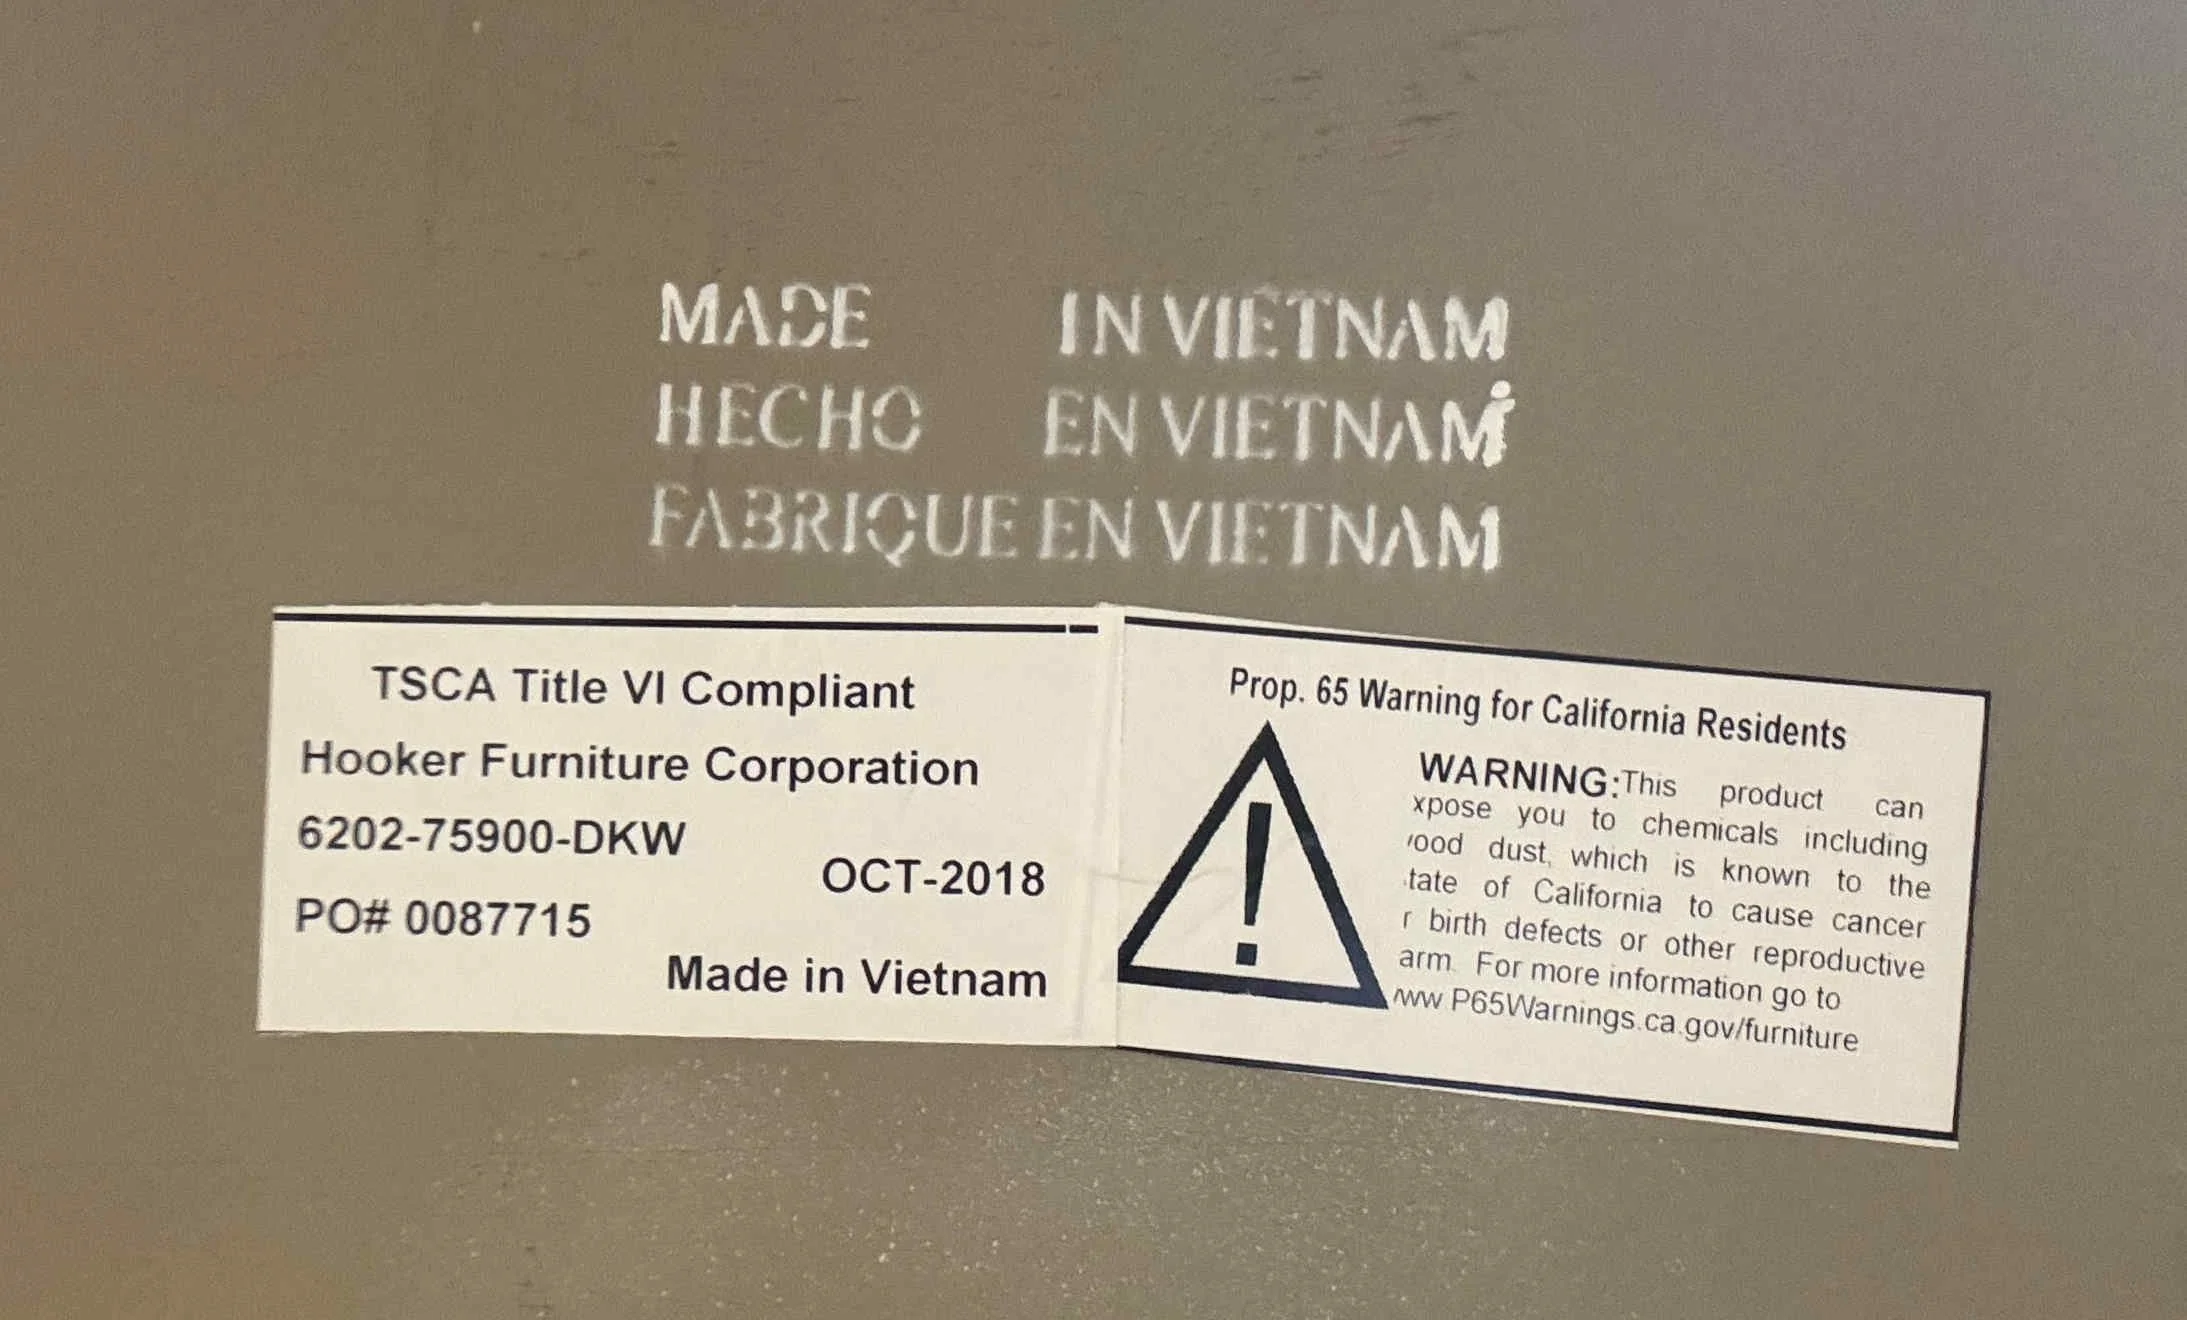 MADE IN VIETNAM
HECHO EN VIETNAM
FABRIQUE EN VIETNAM
TSCA Title VI Compliant
Hooker Furniture Corporation
6202-75900-DKW
OCT-2018
PO# 0087715
Made in Vietnam
Prop. 65 Warning for California Residents
WARNING:This product can
xpose you to chemicals including
ood dust, which is known to the
tate of California to cause cancer
r birth defects or other reproductive
arm. For more information go to
ww P65Warnings.ca.gov/furniture